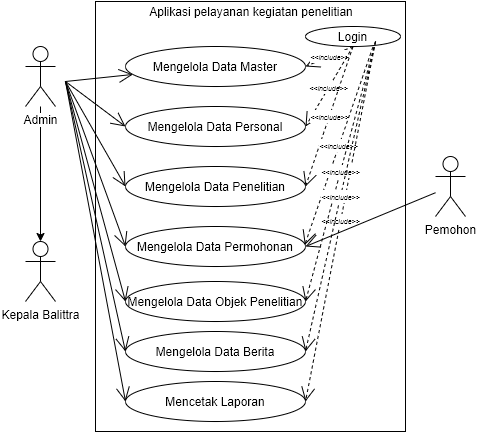 Aplikasi pelayanan kegiatan penelitian
Login
<<include>>
Mengelola Data Master
<<include>>
Admin
<<include>>
Mengelola Data Personal
<<include>>
<<include>>
Mengelola Data Penelitian
<<include>>
Pemohon
Mengelola Data Permohonan
Mengelola Data Objek Penelitian
Kepala Balittra
Mengelola Data Berita
Mencetak Laporan